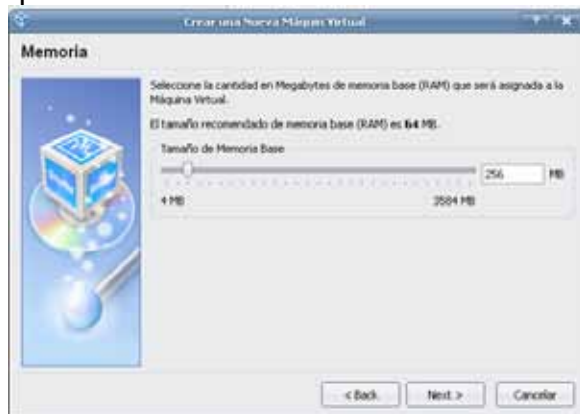 Crear una Nueva Máquina Virtual
Memoria
Seleccione la cantidad en Megabytes de memoria base (RAM) que será asignada a la
Máquina Virtual.
El tamaño recomendado de memoria base (RAM) es 64 MB.
Tamaño de Memoria Base
256 MB
4 MB 3584 MB
< Back Next > Cancelar